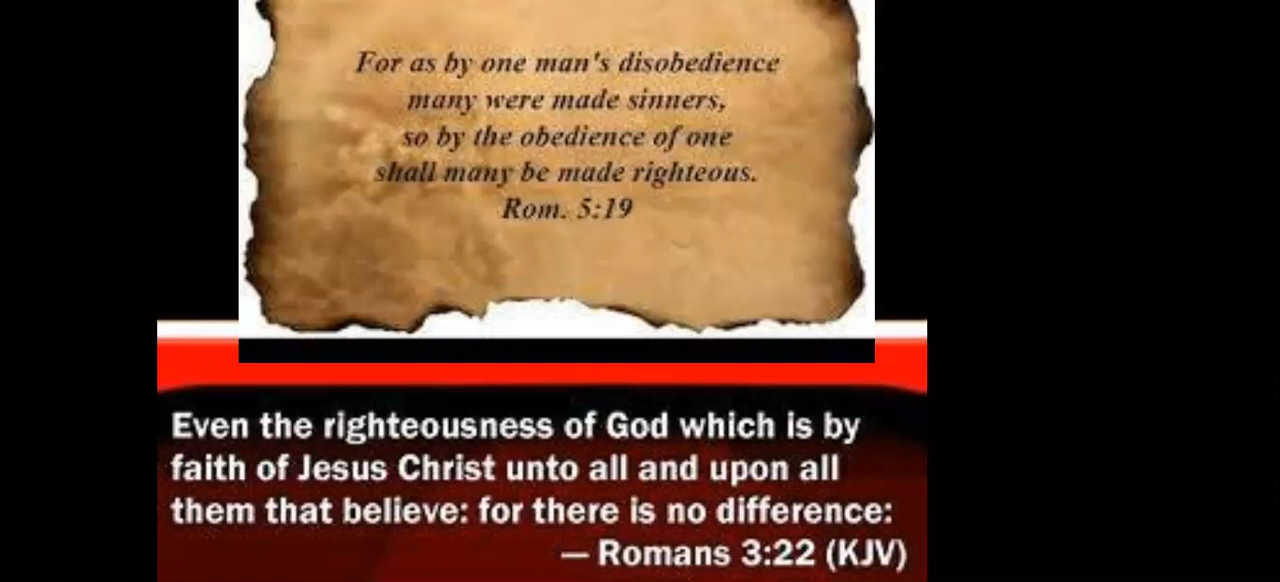 For as by one man's disobedience
many were made sinners,
so by the obedience of one
shall many be made righteous.
Rom. 5:19
Even the righteousness of God which is by
faith of Jesus Christ unto all and upon all
them that believe: for there is no difference:
— Romans 3:22 (KJV)